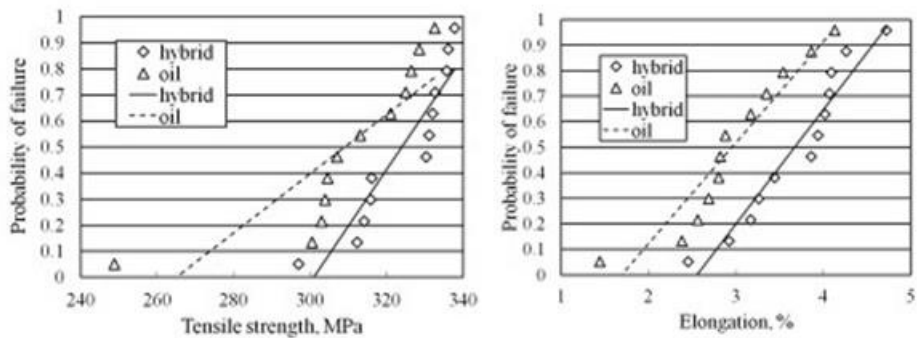 1
0.9
0.8
0.7
0.6
0.5
0.4
0.3
0.2
0.1
0
Probability of failure
hybrid
oil
hybrid
oil
240 260 280 300 320 340
Tensile strength, MPa
1
0.9
0.8
0.7
0.6
0.5
0.4
0.3
0.2
0.1
0
Probability of failure
hybrid
oil
hybrid
oil
1 2 3 4 5
Elongation, %